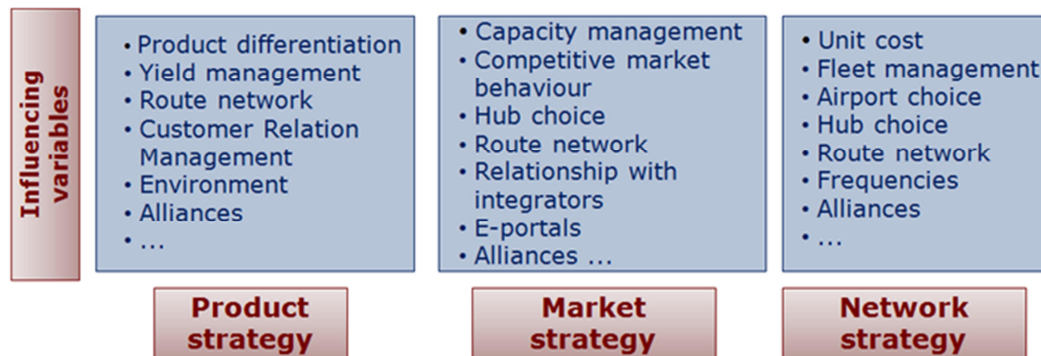 Influencing
variables
• Product differentiation
• Yield management
• Route network
• Customer Relation
Management
• Environment
• Alliances
• ...
• Capacity management
• Competitive market
behaviour
• Hub choice
• Route network
• Relationship with
integrators
• E-portals
• Alliances ...
• Unit cost
• Fleet management
• Airport choice
• Hub choice
• Route network
• Frequencies
• Alliances
• ...
Product
strategy
Market
strategy
Network
strategy